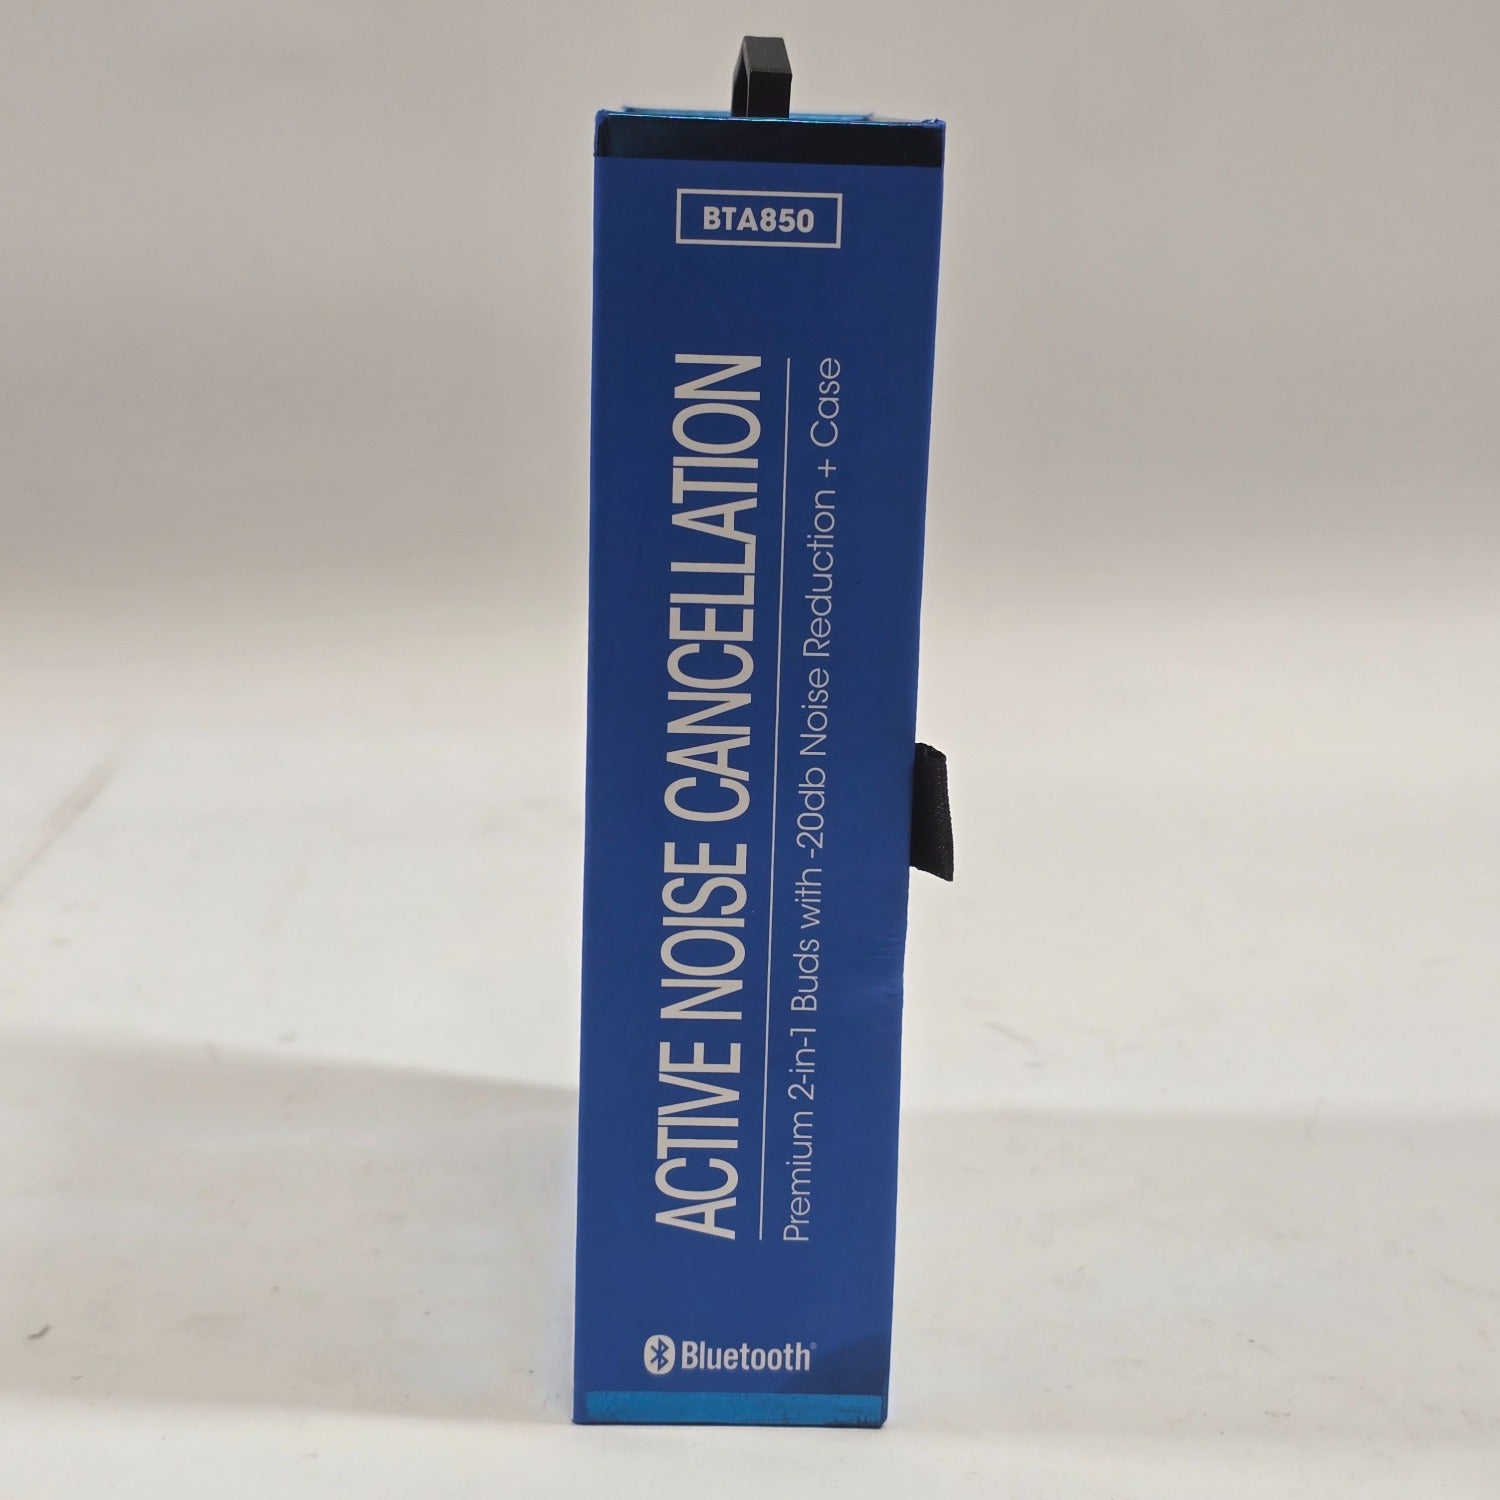 BTA850
ACTIVE NOISE CANCELLATION
Premium 2-in-1 Buds with -20db Noise Reduction + Case
Bluetooth®